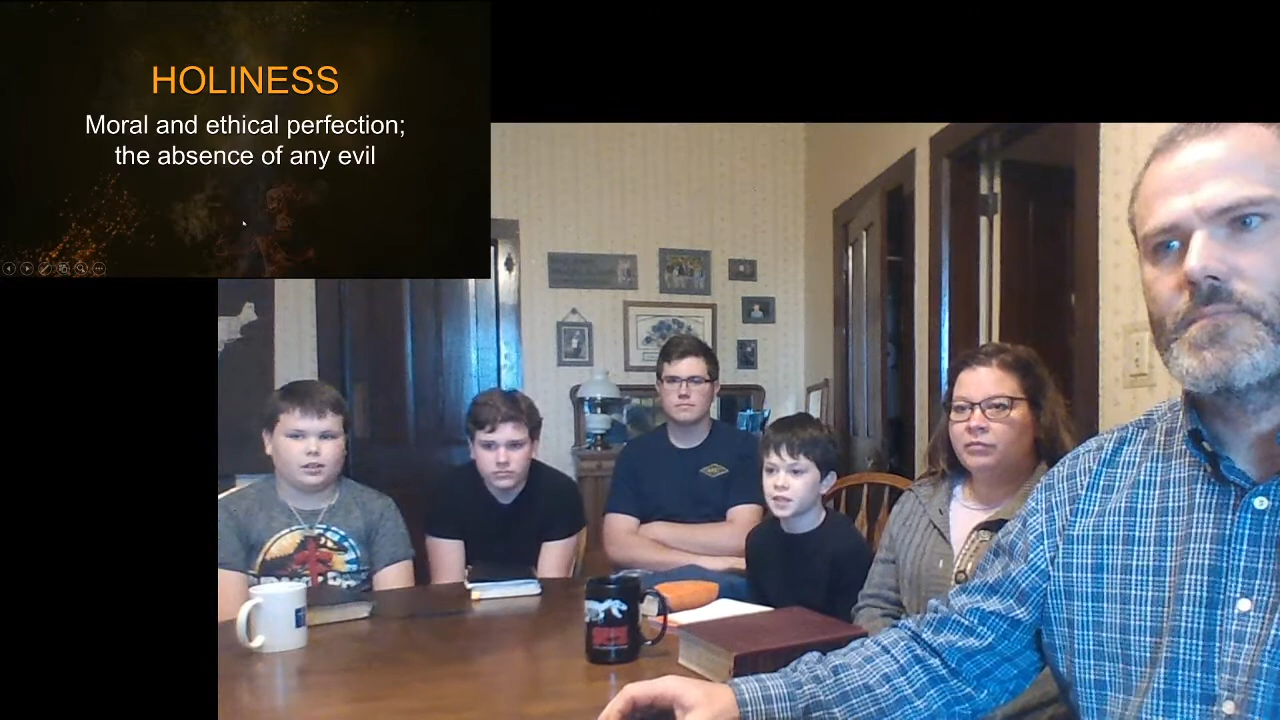 HOLINESS
Moral and ethical perfection;
the absence of any evil